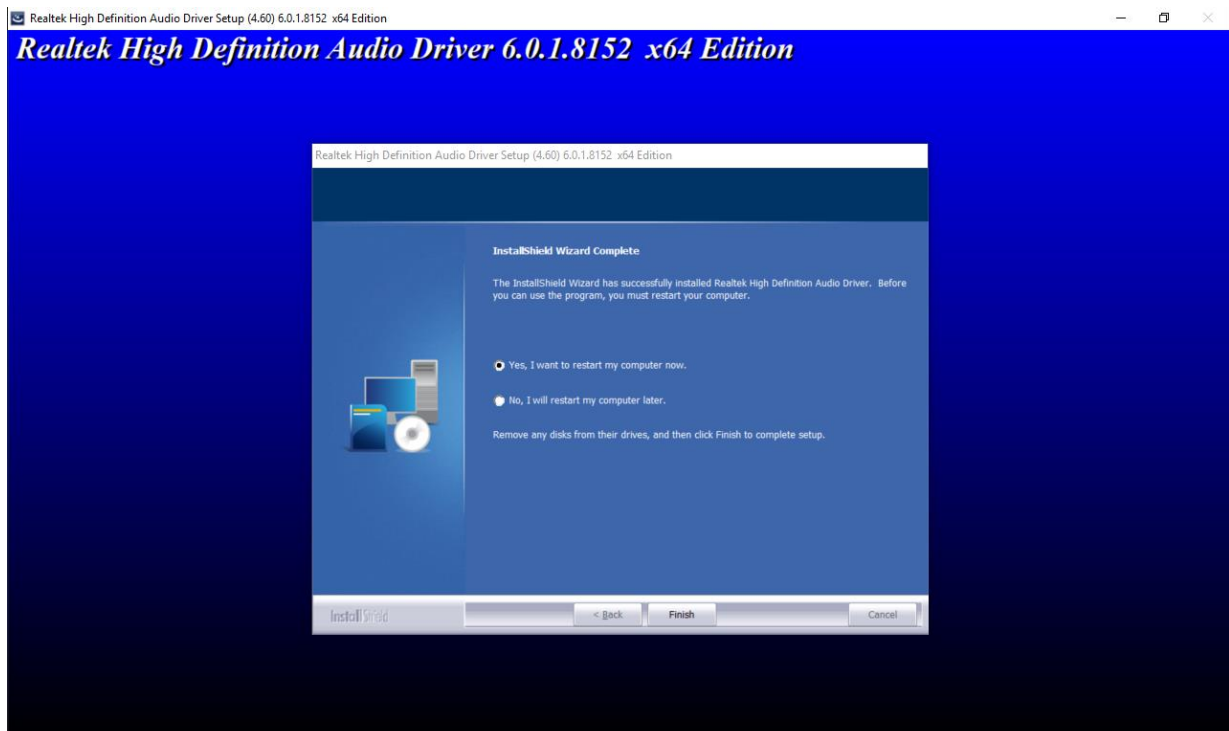 Realtek High Definition Audio Driver Setup (4.60) 6.0.1.8152 x64 Edition
Realtek High Definition Audio Driver 6.0.1.8152 x64 Edition
Realtek High Definition Audio Driver Setup (4.60) 6.0.1.8152 x64 Edition
InstallShield Wizard Complete
The InstallShield Wizard has successfully installed Realtek High Definition Audio Driver. Before
you can use the program, you must restart your computer.
Yes, I want to restart my computer now.
No, I will restart my computer later.
Remove any disks from their drives, and then click Finish to complete setup.
InstallShield
< Back
Finish
Cancel